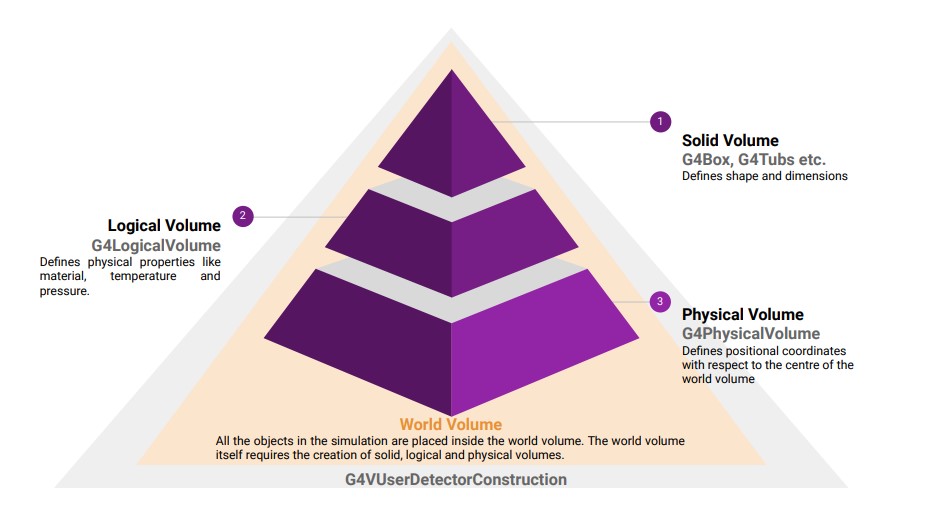 1
Solid Volume
G4Box, G4Tubs etc.
Defines shape and dimensions
2
Logical Volume
G4LogicalVolume
Defines physical properties like
material, temperature and
pressure.
3
Physical Volume
G4PhysicalVolume
Defines positional coordinates
with respect to the centre of the
world volume
World Volume
All the objects in the simulation are placed inside the world volume. The world volume
itself requires the creation of solid, logical and physical volumes.
G4VUserDetectorConstruction